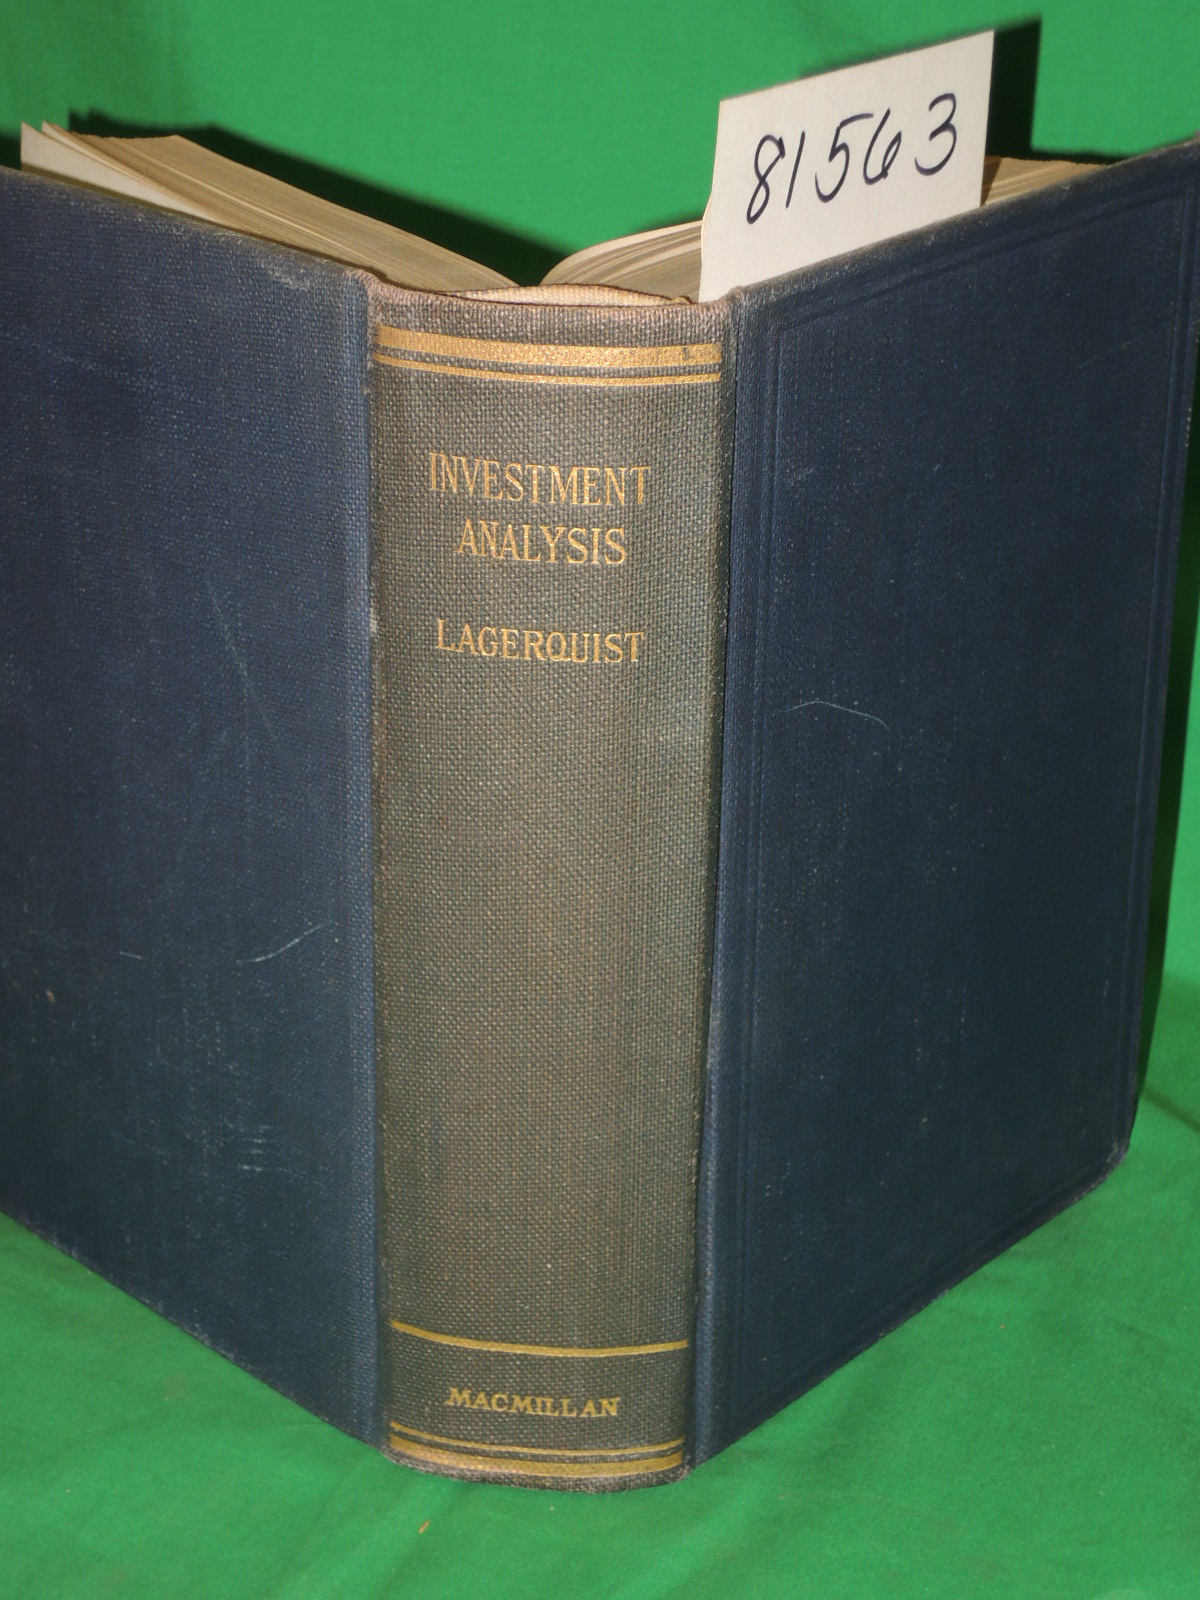 81563
INVESTMENT
ANALYSIS
LAGERQUIST
MACMILLAN